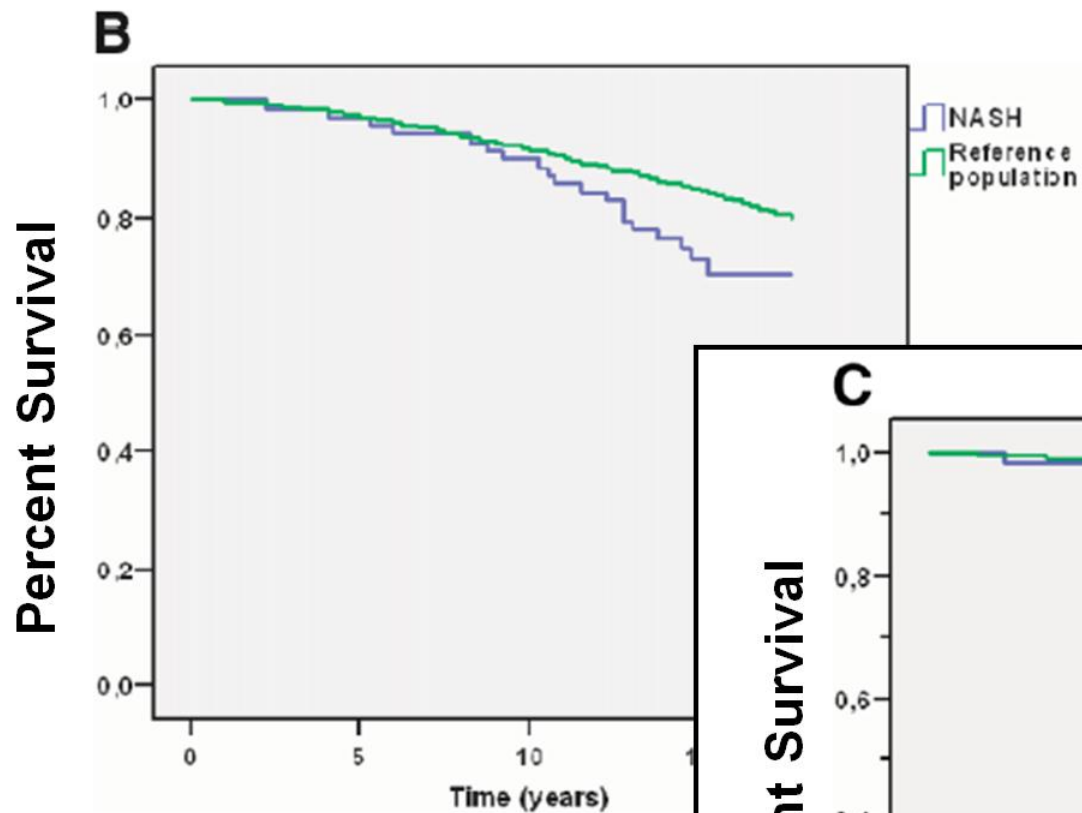 B
Percent Survival
1,0
0,8
0,6
0,4
0,2
0,0
0 5 10
Time (years)
NASH
Reference
population
C
Survival
1,0
0,8
0,6